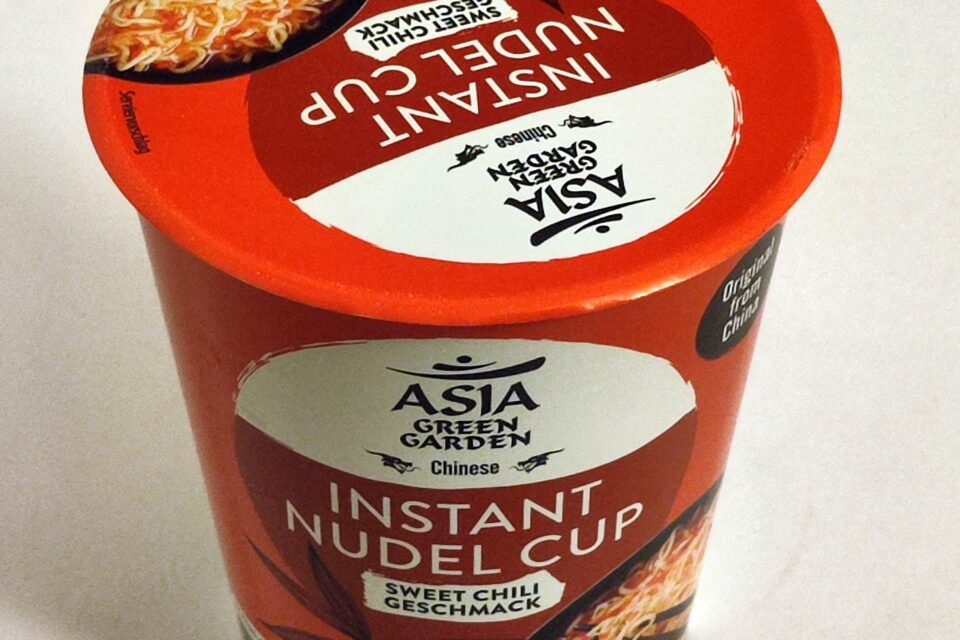 SWEET CHILI
GESCHMACK
INSTANT
NUDEL CUP
Chinese
ASIA
GREEN
GARDEN
Serviervorschlag
Original
from
China
ASIA
GREEN
GARDEN
Chinese
INSTANT
NUDEL CUP
SWEET CHILI
GESCHMACK